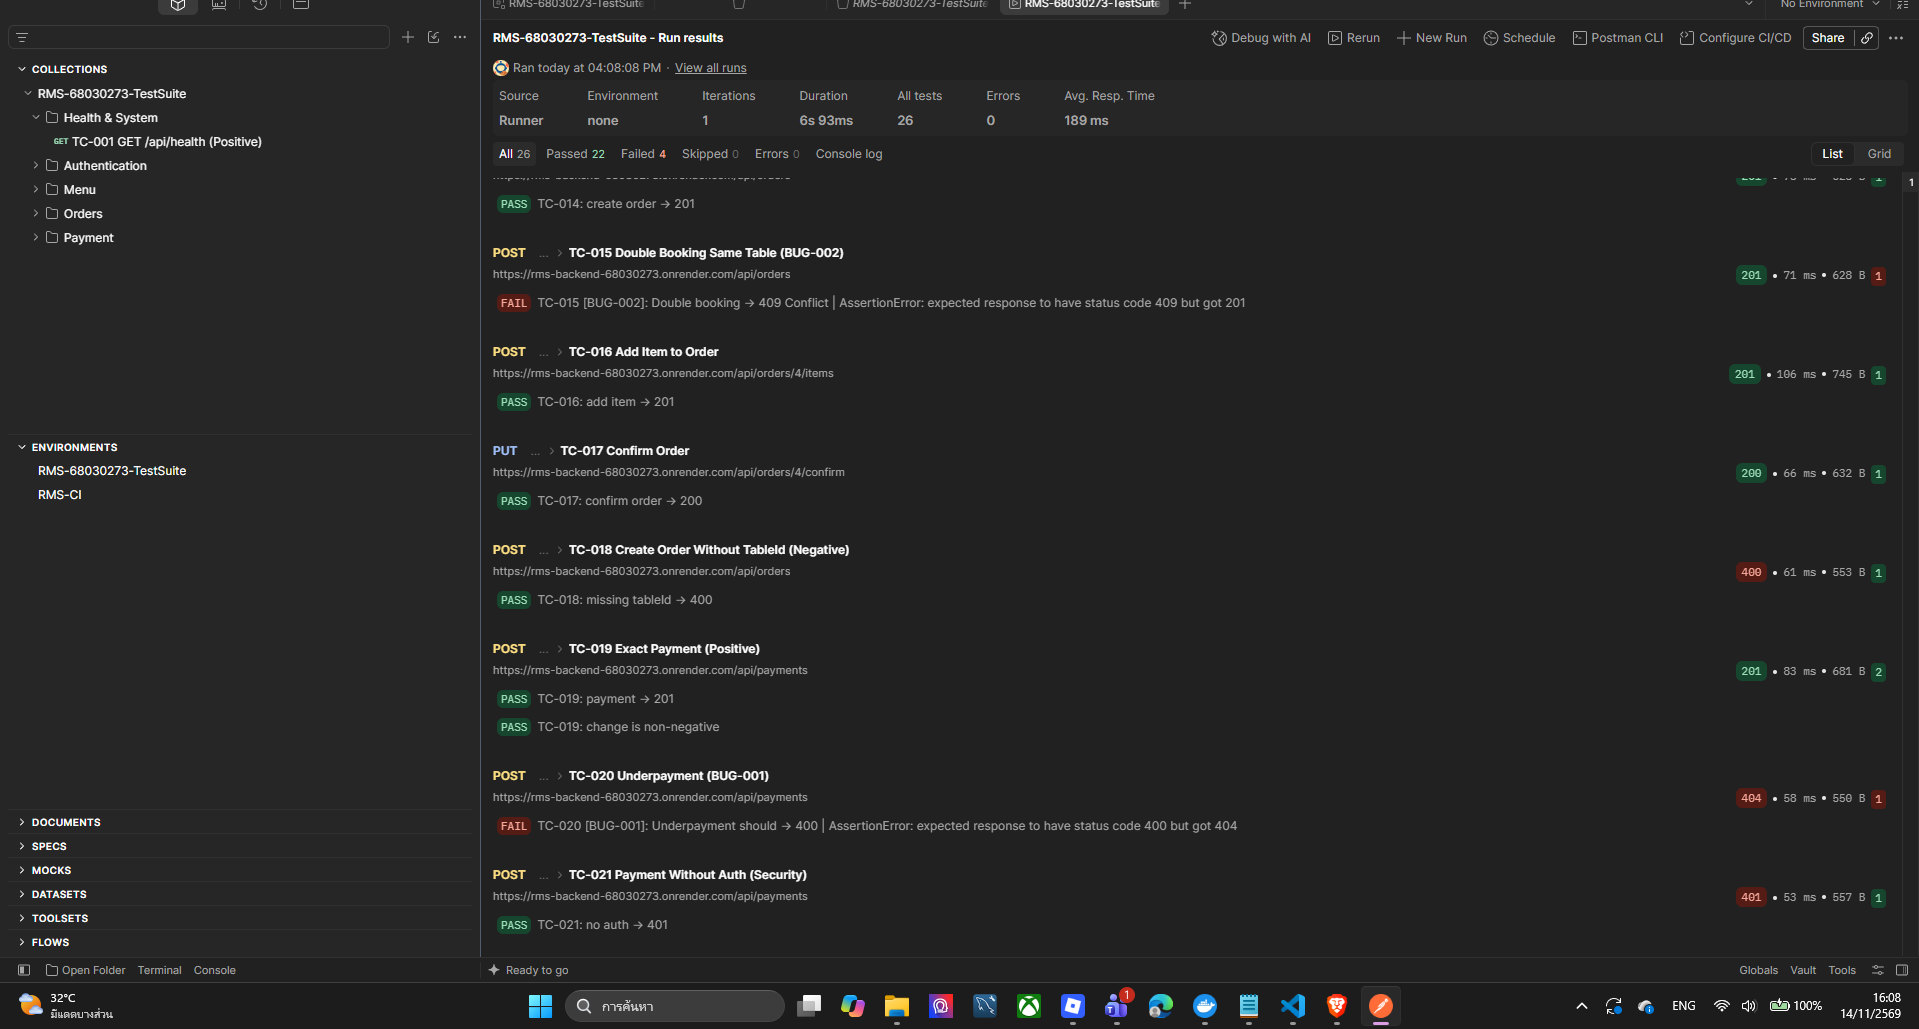 RMS-68030273-TestSuite
RMS-68030273-TestSuite
RMS-68030273-TestSuite
No Environment
COLLECTIONS
RMS-68030273-TestSuite
Health & System
GET TC-001 GET /api/health (Positive)
Authentication
Menu
Orders
Payment
ENVIRONMENTS
RMS-68030273-TestSuite
RMS-CI
DOCUMENTS
SPECS
MOCKS
DATASETS
TOOLSETS
FLOWS
RMS-68030273-TestSuite - Run results
Debug with AI Rerun New Run Schedule Postman CLI Configure CI/CD Share
Ran today at 04:08:08 PM · View all runs
Source Environment Iterations Duration All tests Errors Avg. Resp. Time
Runner none 1 6s 93ms 26 0 189 ms
All 26 Passed 22 Failed 4 Skipped 0 Errors 0 Console log List Grid
1
PASS TC-014: create order → 201
POST ... > TC-015 Double Booking Same Table (BUG-002)
https://rms-backend-68030273.onrender.com/api/orders
201 • 71 ms • 628 B 1
FAIL TC-015 [BUG-002]: Double booking → 409 Conflict | AssertionError: expected response to have status code 409 but got 201
POST ... > TC-016 Add Item to Order
https://rms-backend-68030273.onrender.com/api/orders/4/items
201 • 106 ms • 745 B 1
PASS TC-016: add item → 201
PUT ... > TC-017 Confirm Order
https://rms-backend-68030273.onrender.com/api/orders/4/confirm
200 • 66 ms • 632 B 1
PASS TC-017: confirm order → 200
POST ... > TC-018 Create Order Without TableId (Negative)
https://rms-backend-68030273.onrender.com/api/orders
400 • 61 ms • 553 B 1
PASS TC-018: missing tableId → 400
POST ... > TC-019 Exact Payment (Positive)
https://rms-backend-68030273.onrender.com/api/payments
201 • 83 ms • 681 B 2
PASS TC-019: payment → 201
PASS TC-019: change is non-negative
POST ... > TC-020 Underpayment (BUG-001)
https://rms-backend-68030273.onrender.com/api/payments
404 • 58 ms • 550 B 1
FAIL TC-020 [BUG-001]: Underpayment should → 400 | AssertionError: expected response to have status code 400 but got 404
POST ... > TC-021 Payment Without Auth (Security)
https://rms-backend-68030273.onrender.com/api/payments
401 • 53 ms • 557 B 1
PASS TC-021: no auth → 401
Open Folder Terminal Console Ready to go Globals Vault Tools
32°C
มีแดดบางส่วน
การค้นหา
1
ENG
100%
16:08
14/11/2569